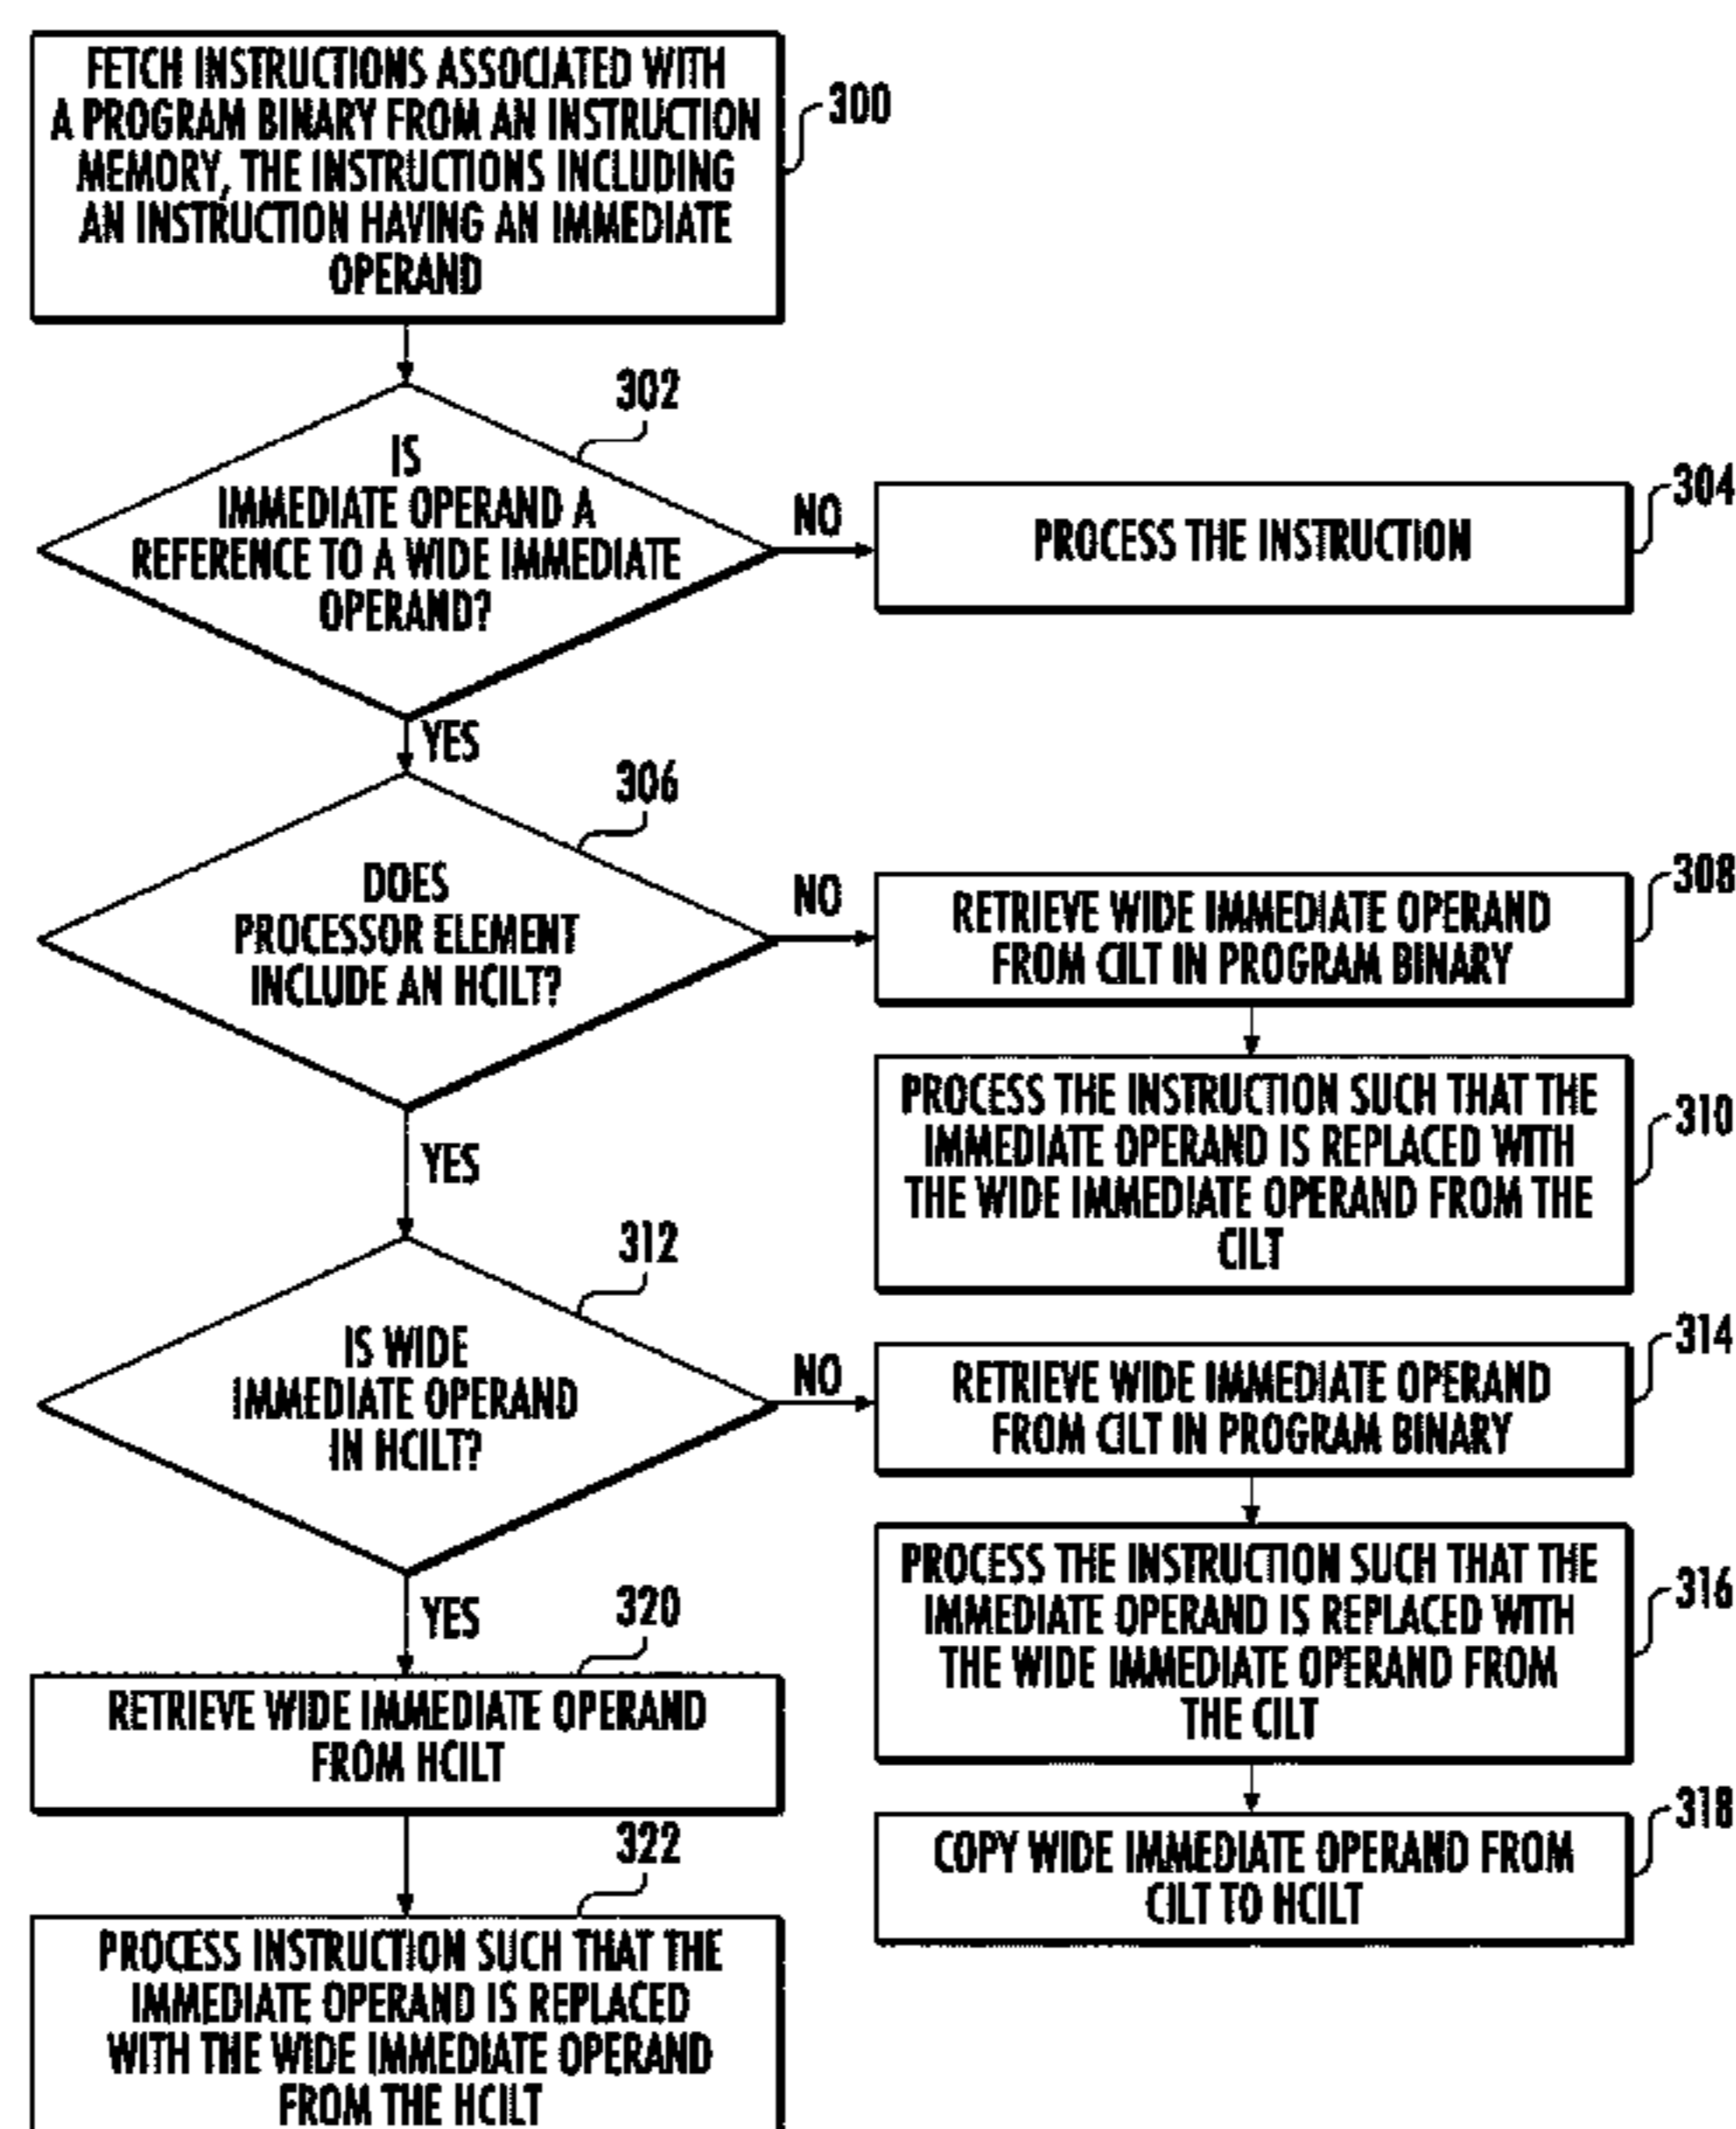 FETCH INSTRUCTIONS ASSOCIATED WITH
A PROGRAM BINARY FROM AN INSTRUCTION
MEMORY, THE INSTRUCTIONS INCLUDING
AN INSTRUCTION HAVING AN IMMEDIATE
OPERAND
300
302
IS
IMMEDIATE OPERAND A
REFERENCE TO A WIDE IMMEDIATE
OPERAND?
NO
PROCESS THE INSTRUCTION
304
YES
306
DOES
PROCESSOR ELEMENT
INCLUDE AN HCILT?
NO
RETRIEVE WIDE IMMEDIATE OPERAND
FROM CILT IN PROGRAM BINARY
308
PROCESS THE INSTRUCTION SUCH THAT THE
IMMEDIATE OPERAND IS REPLACED WITH
THE WIDE IMMEDIATE OPERAND FROM THE
CILT
310
YES
312
IS WIDE
IMMEDIATE OPERAND
IN HCILT?
NO
RETRIEVE WIDE IMMEDIATE OPERAND
FROM CILT IN PROGRAM BINARY
314
PROCESS THE INSTRUCTION SUCH THAT THE
IMMEDIATE OPERAND IS REPLACED WITH
THE WIDE IMMEDIATE OPERAND FROM
THE CILT
316
COPY WIDE IMMEDIATE OPERAND FROM
CILT TO HCILT
318
YES
320
RETRIEVE WIDE IMMEDIATE OPERAND
FROM HCILT
322
PROCESS INSTRUCTION SUCH THAT THE
IMMEDIATE OPERAND IS REPLACED
WITH THE WIDE IMMEDIATE OPERAND
FROM THE HCILT